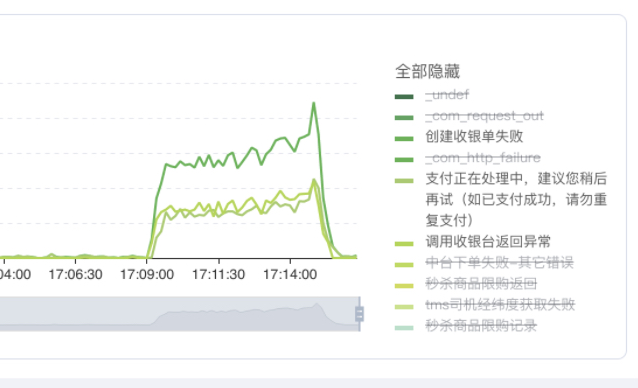 全部隐藏
_undef
_com_request_out
创建收银单失败
_com_http_failure
支付正在处理中，建议您稍后
再试（如已支付成功，请勿重
复支付）
调用收银台返回异常
中台下单失败-其它错误
秒杀商品限购返回
tms司机经纬度获取失败
秒杀商品限购记录
04:00 17:06:30 17:09:00 17:11:30 17:14:00